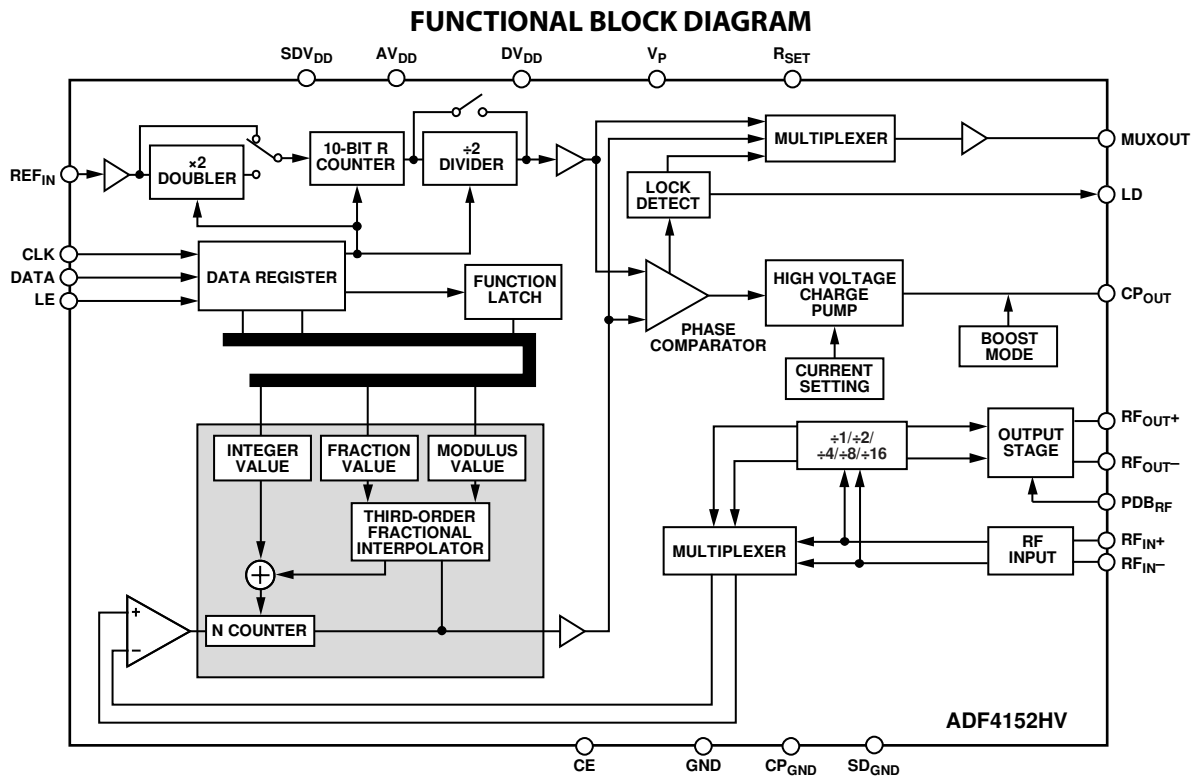 FUNCTIONAL BLOCK DIAGRAM
SDVDD
AVDD
DVDD
VP
RSET
REFIN
×2
DOUBLER
10-BIT R
COUNTER
÷2
DIVIDER
MULTIPLEXER
MUXOUT
LOCK
DETECT
LD
CLK
DATA
LE
DATA REGISTER
FUNCTION
LATCH
PHASE
COMPARATOR
HIGH VOLTAGE
CHARGE
PUMP
CPOUT
CURRENT
SETTING
BOOST
MODE
INTEGER
VALUE
FRACTION
VALUE
MODULUS
VALUE
THIRD-ORDER
FRACTIONAL
INTERPOLATOR
+
N COUNTER
+
−
÷1/÷2/
÷4/÷8/÷16
OUTPUT
STAGE
RFOUT+
RFOUT−
PDBRF
MULTIPLEXER
RF
INPUT
RFIN+
RFIN−
ADF4152HV
CE
GND
CPGND
SDGND